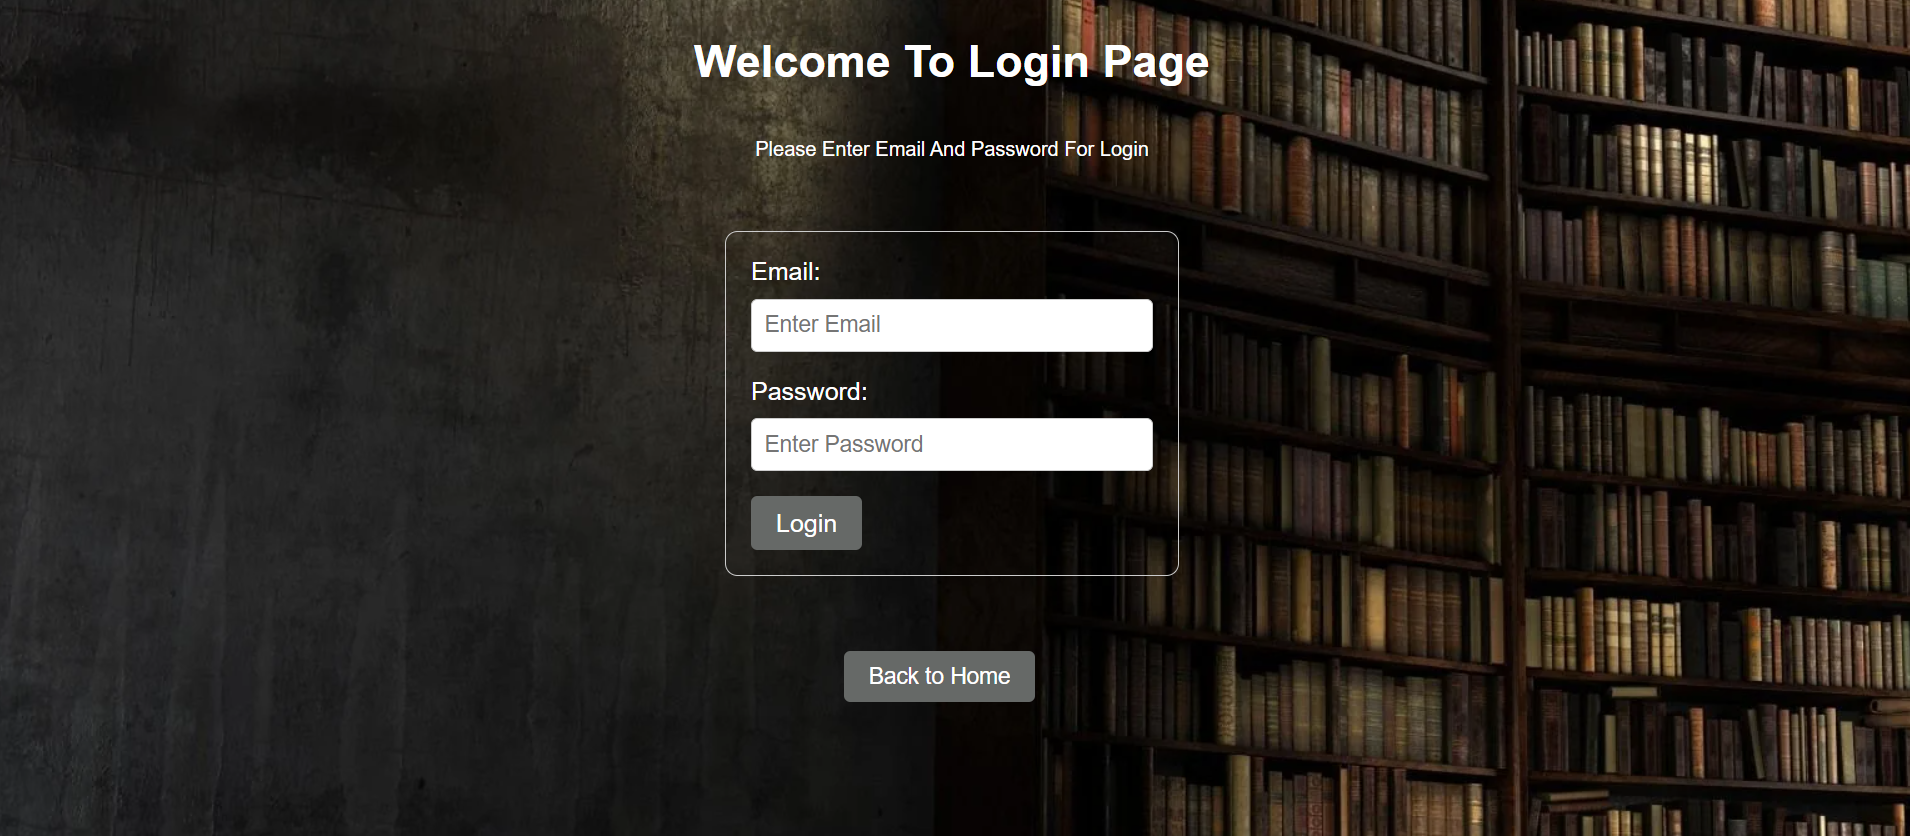 Welcome To Login Page
Please Enter Email And Password For Login
Email:
Enter Email
Password:
Enter Password
Login
Back to Home